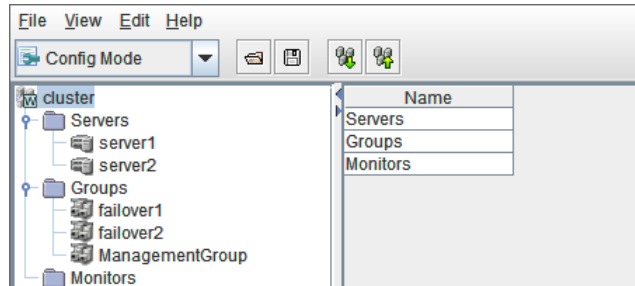 File View Edit Help
Config Mode
cluster
Servers
server1
server2
Groups
failover1
failover2
ManagementGroup
Monitors
Name
Servers
Groups
Monitors